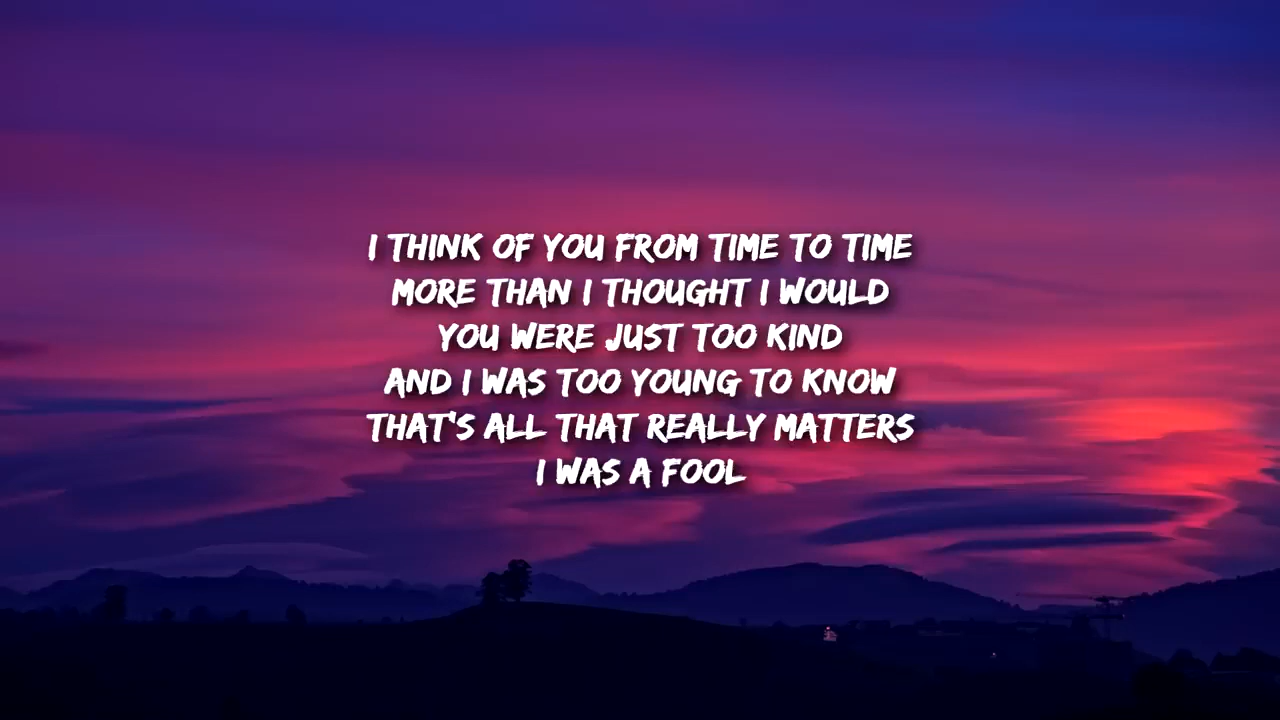 I THINK OF YOU FROM TIME TO TIME
MORE THAN I THOUGHT I WOULD
YOU WERE JUST TOO KIND
AND I WAS TOO YOUNG TO KNOW
THAT'S ALL THAT REALLY MATTERS
I WAS A FOOL